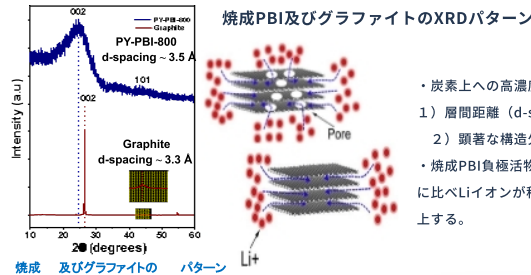 焼成PBI及びグラファイトのXRDパターン
002
PY-PBI-800
Graphite
PY-PBI-800
d-spacing ~ 3.5 Å
101
002
Graphite
d-spacing ~ 3.3 Å
Intensity (a.u)
10 20 30 40 50 60
(degrees)
焼成 及びグラファイトの パターン
Pore
Li+
・炭素上への高濃
1）層間距離（d-s
2）顕著な構造
・焼成PBI負極活物
に比べLiイオンが
上する。